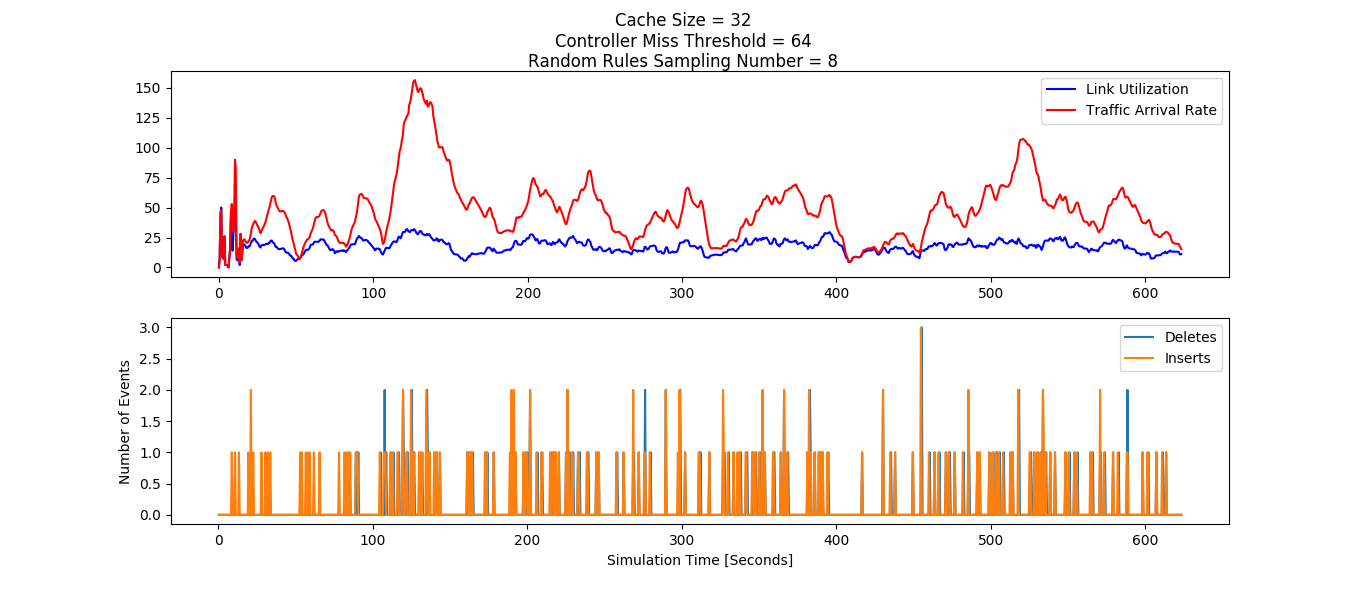 Cache Size = 32
Controller Miss Threshold = 64
Random Rules Sampling Number = 8
150
125
100
75
50
25
0
Link Utilization
Traffic Arrival Rate
0 100 200 300 400 500 600
Number of Events
3.0
2.5
2.0
1.5
1.0
0.5
0.0
Deletes
Inserts
0 100 200 300 400 500 600
Simulation Time [Seconds]